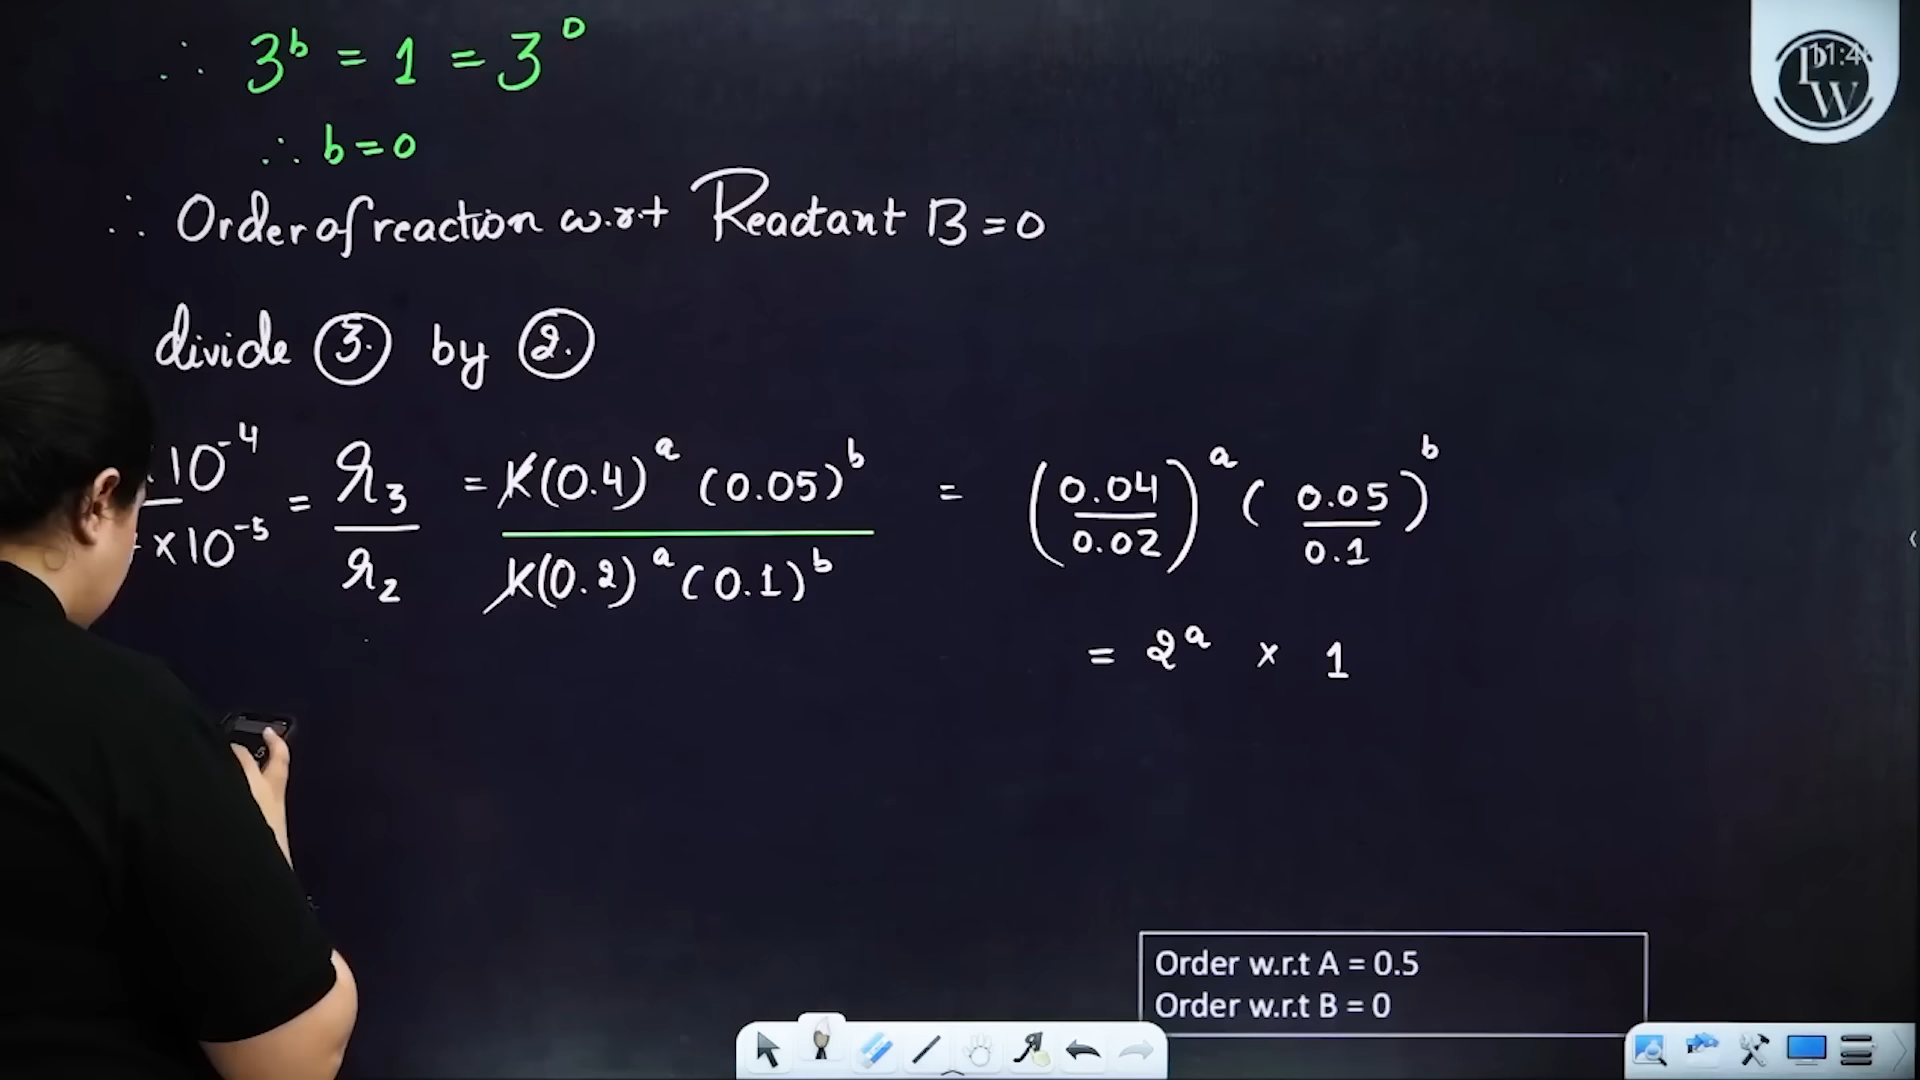 ∴ 3^b = 1 = 3^0
∴ b = 0
∴ Order of reaction w.r.t Reactant B = 0
divide ③ by ②.
10^-4 / ×10^-5 = r3 / r2 = K(0.4)^a (0.05)^b / K(0.2)^a (0.1)^b = (0.04 / 0.02)^a (0.05 / 0.1)^b
= 2^a × 1
Order w.r.t A = 0.5
Order w.r.t B = 0
PW